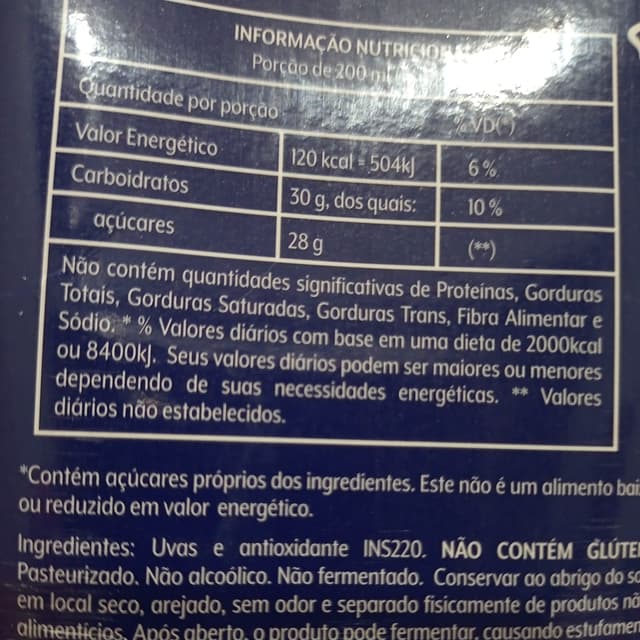 INFORMAÇÃO NUTRICIONAL
Porção de 200 ml
Quantidade por porção
% VD(*)
Valor Energético 120 kcal = 504kJ 6 %
Carboidratos 30 g, dos quais: 10 %
açúcares 28 g (**)
Não contém quantidades significativas de Proteínas, Gorduras
Totais, Gorduras Saturadas, Gorduras Trans, Fibra Alimentar e
Sódio. * % Valores diários com base em uma dieta de 2000kcal
ou 8400kJ. Seus valores diários podem ser maiores ou menores
dependendo de suas necessidades energéticas. ** Valores
diários não estabelecidos.
*Contém açúcares próprios dos ingredientes. Este não é um alimento bai
ou reduzido em valor energético.
Ingredientes: Uvas e antioxidante INS220. NÃO CONTÉM GLÚTE
Pasteurizado. Não alcoólico. Não fermentado. Conservar ao abrigo do s
em local seco, arejado, sem odor e separado fisicamente de produtos nã
alimentícios. Após aberto, o produto pode fermentar, causando estufame